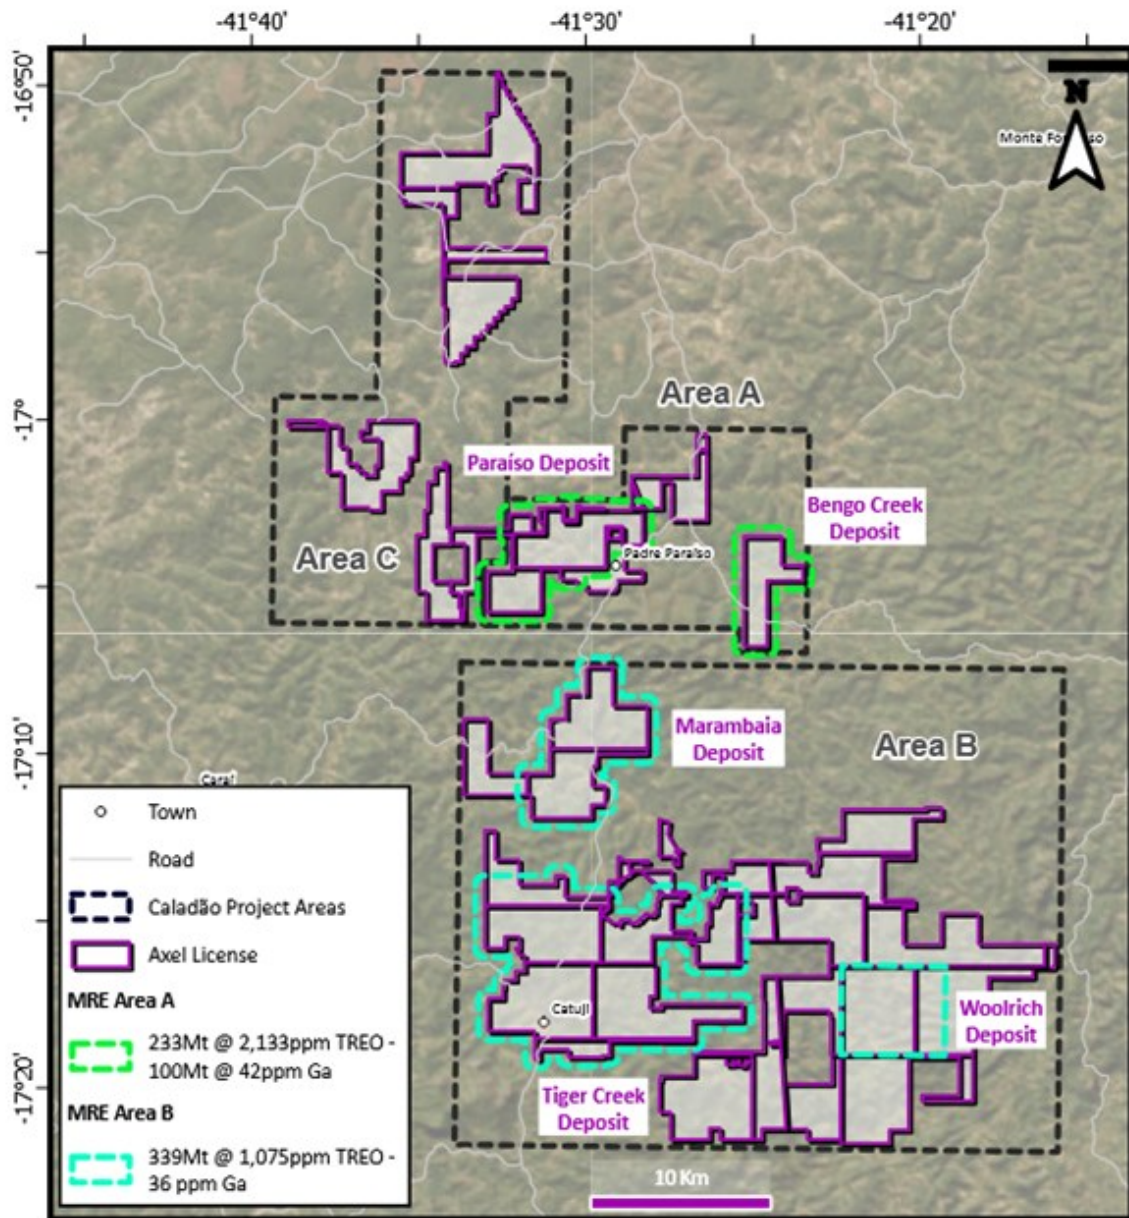 -41°40'
-41°30'
-41°20'
-16°50'
N
-17°
Area A
Paraíso Deposit
Bengo Creek
Deposit
Area C
Padre Paraíso
-17°10'
Marambaia
Deposit
Area B
Caraí
Town
Road
Caladão Project Areas
Axel License
MRE Area A
233Mt @ 2,133ppm TREO -
100Mt @ 42ppm Ga
MRE Area B
339Mt @ 1,075ppm TREO -
36 ppm Ga
Catuji
Woolrich
Deposit
-17°20'
Tiger Creek
Deposit
10 Km
Monte